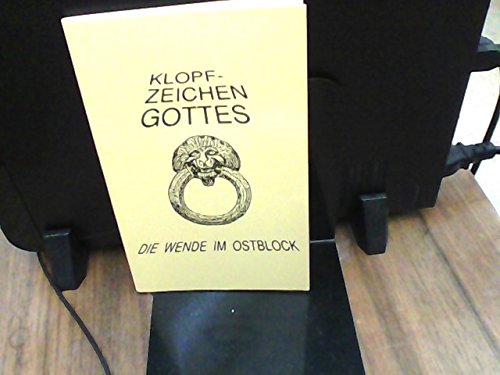 KLOPF-
ZEICHEN
GOTTES
DIE WENDE IM OSTBLOCK